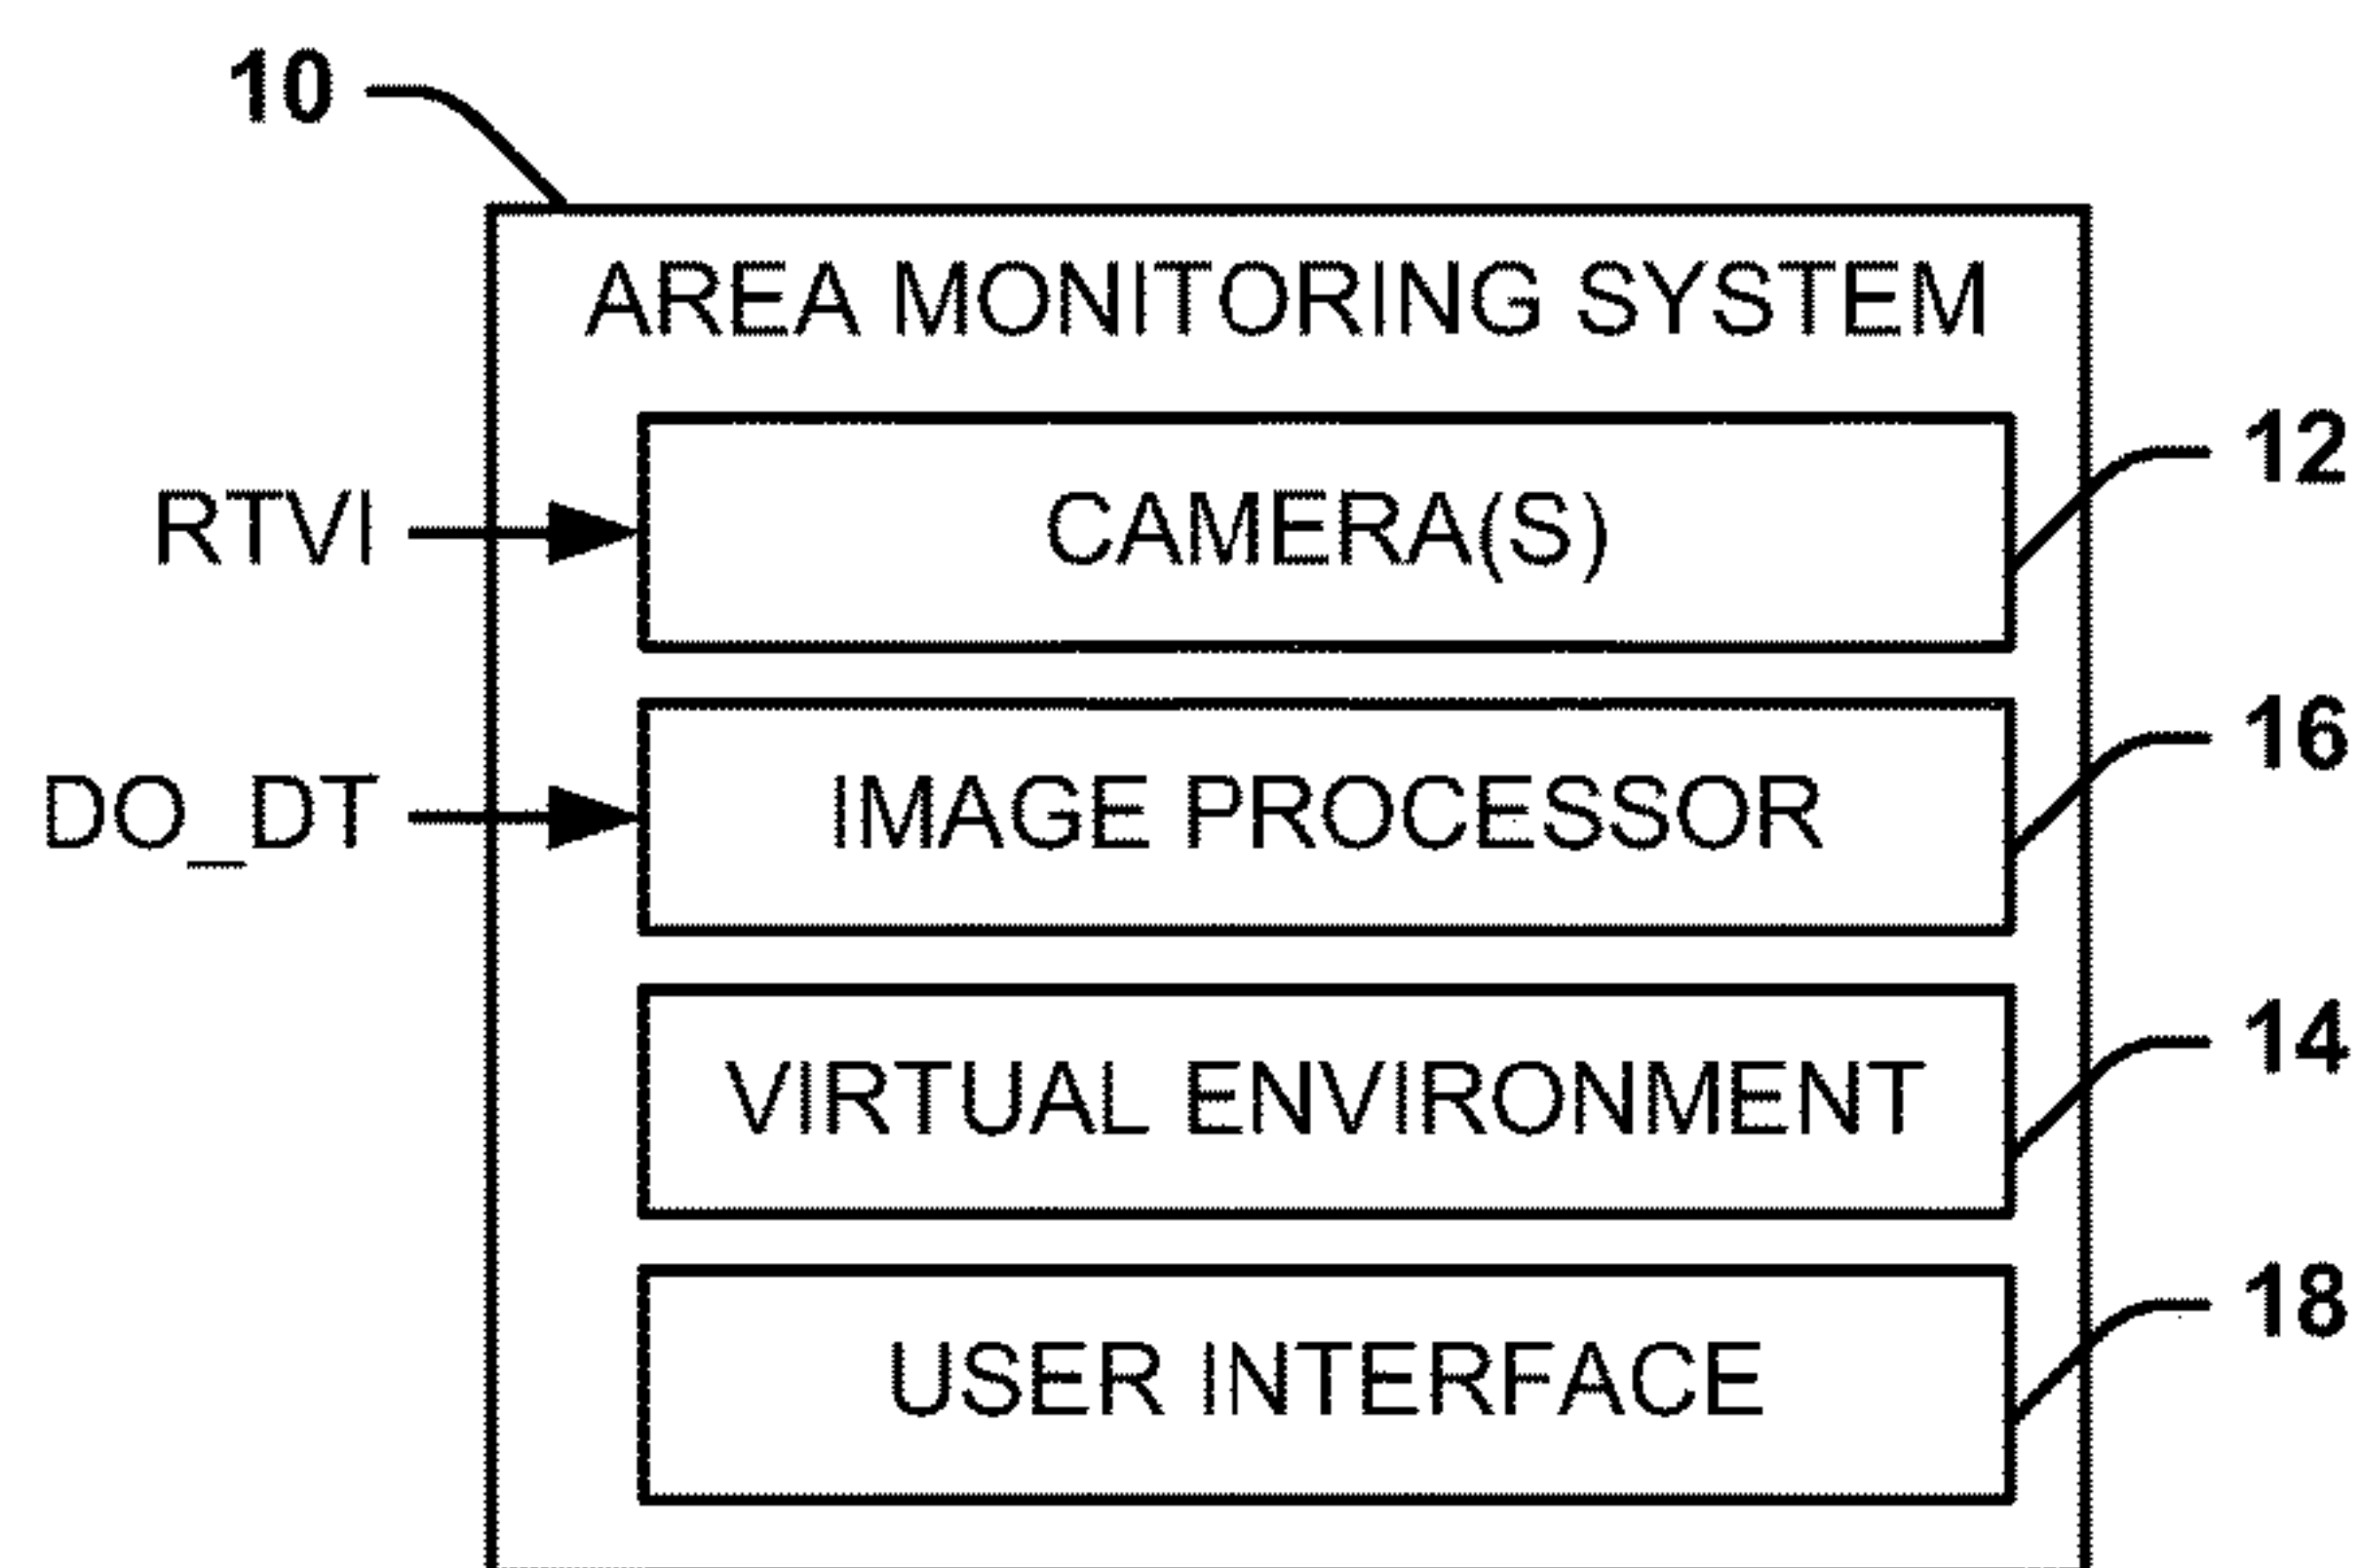 10
AREA MONITORING SYSTEM
12
RTVI
CAMERA(S)
16
DO_DT
IMAGE PROCESSOR
14
VIRTUAL ENVIRONMENT
18
USER INTERFACE